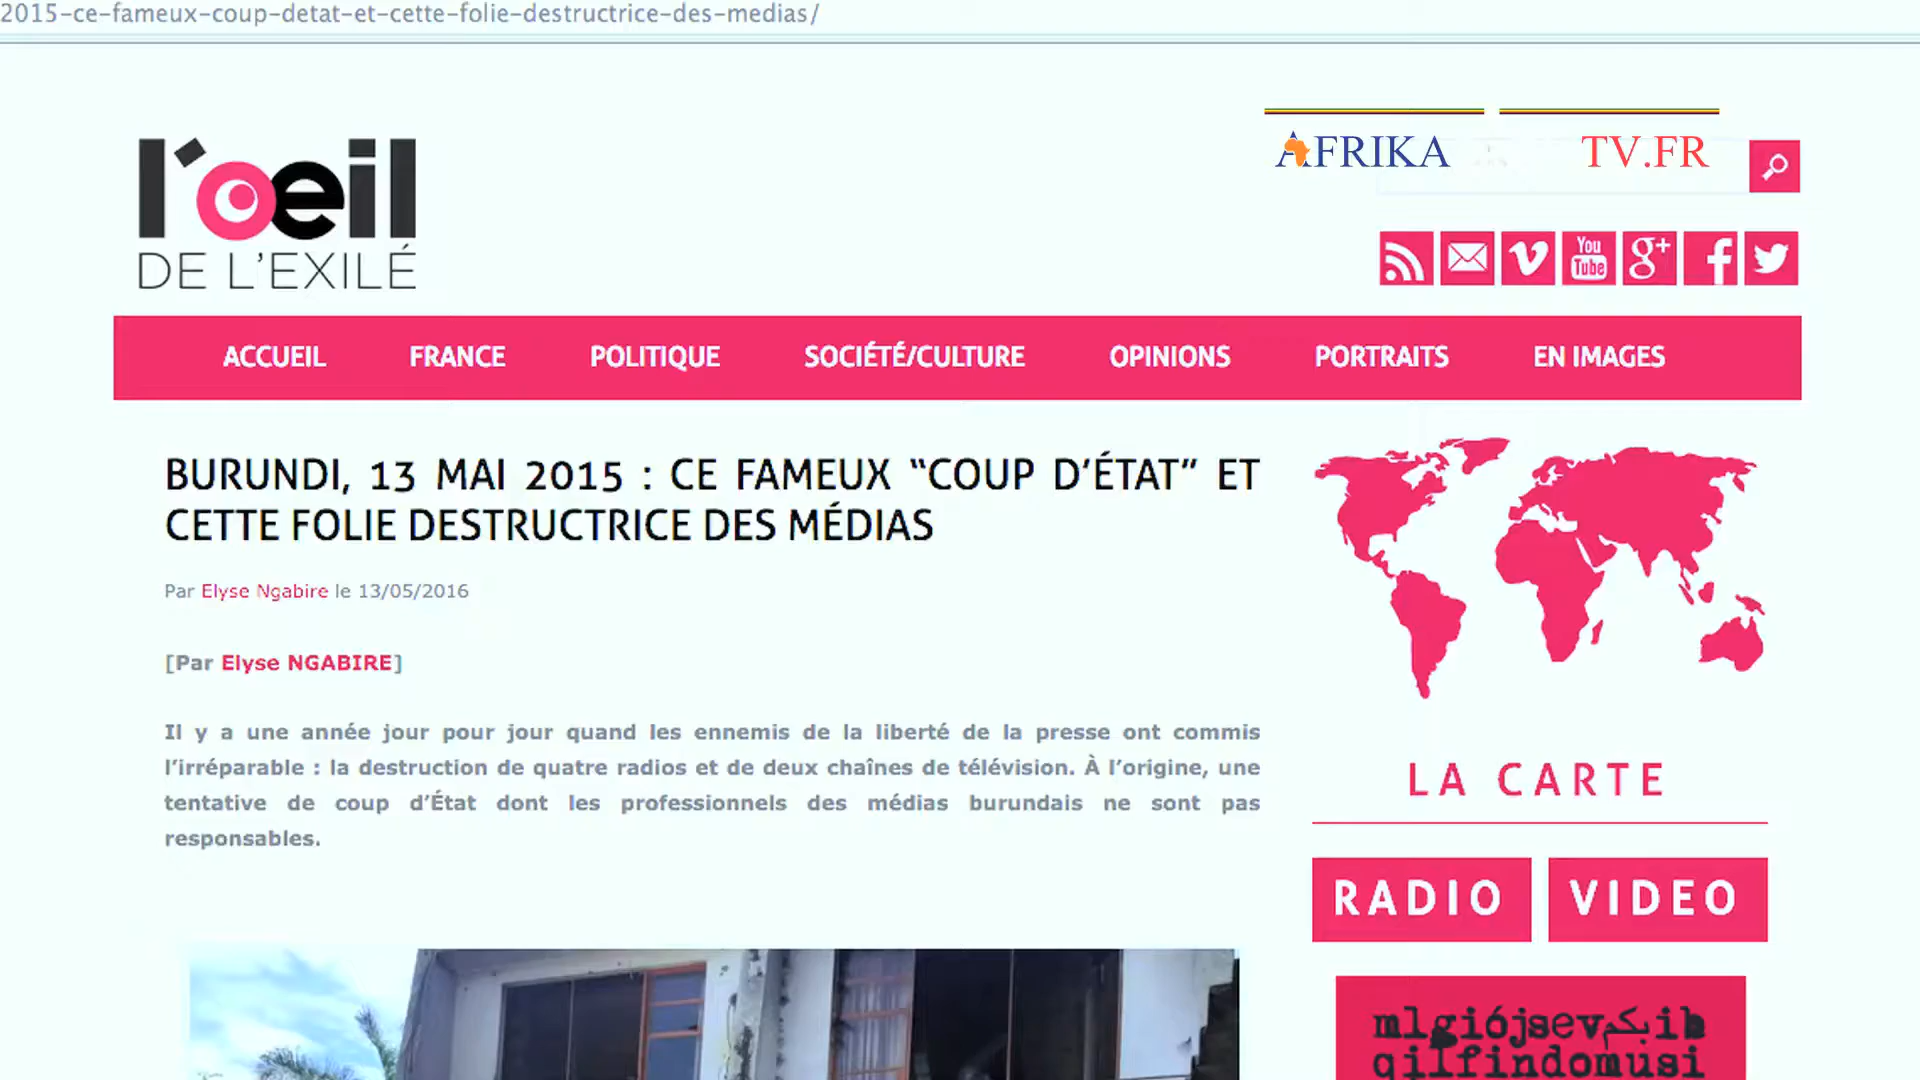 2015-ce-fameux-coup-detat-et-cette-folie-destructrice-des-medias/
AFRIKA TV.FR
l'oeil
DE L'EXILÉ
You
Tube
g+
ACCUEIL FRANCE POLITIQUE SOCIÉTÉ/CULTURE OPINIONS PORTRAITS EN IMAGES
BURUNDI, 13 MAI 2015 : CE FAMEUX “COUP D’ÉTAT” ET
CETTE FOLIE DESTRUCTRICE DES MÉDIAS
Par Elyse Ngabire le 13/05/2016
[Par Elyse NGABIRE]
Il y a une année jour pour jour quand les ennemis de la liberté de la presse ont commis
l’irréparable : la destruction de quatre radios et de deux chaînes de télévision. À l’origine, une
tentative de coup d’État dont les professionnels des médias burundais ne sont pas
responsables.
LA CARTE
RADIO VIDEO